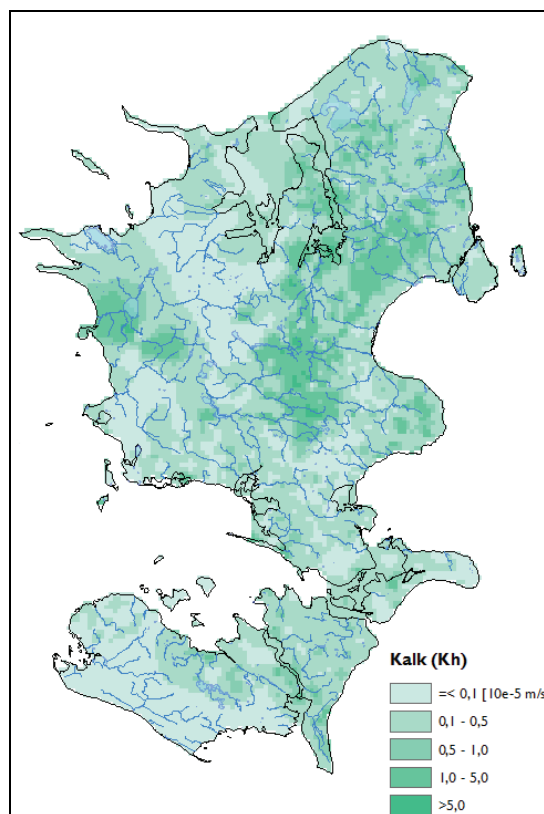 Kalk (Kh)
=< 0,1 [10e-5 m/s
0,1 - 0,5
0,5 - 1,0
1,0 - 5,0
>5,0